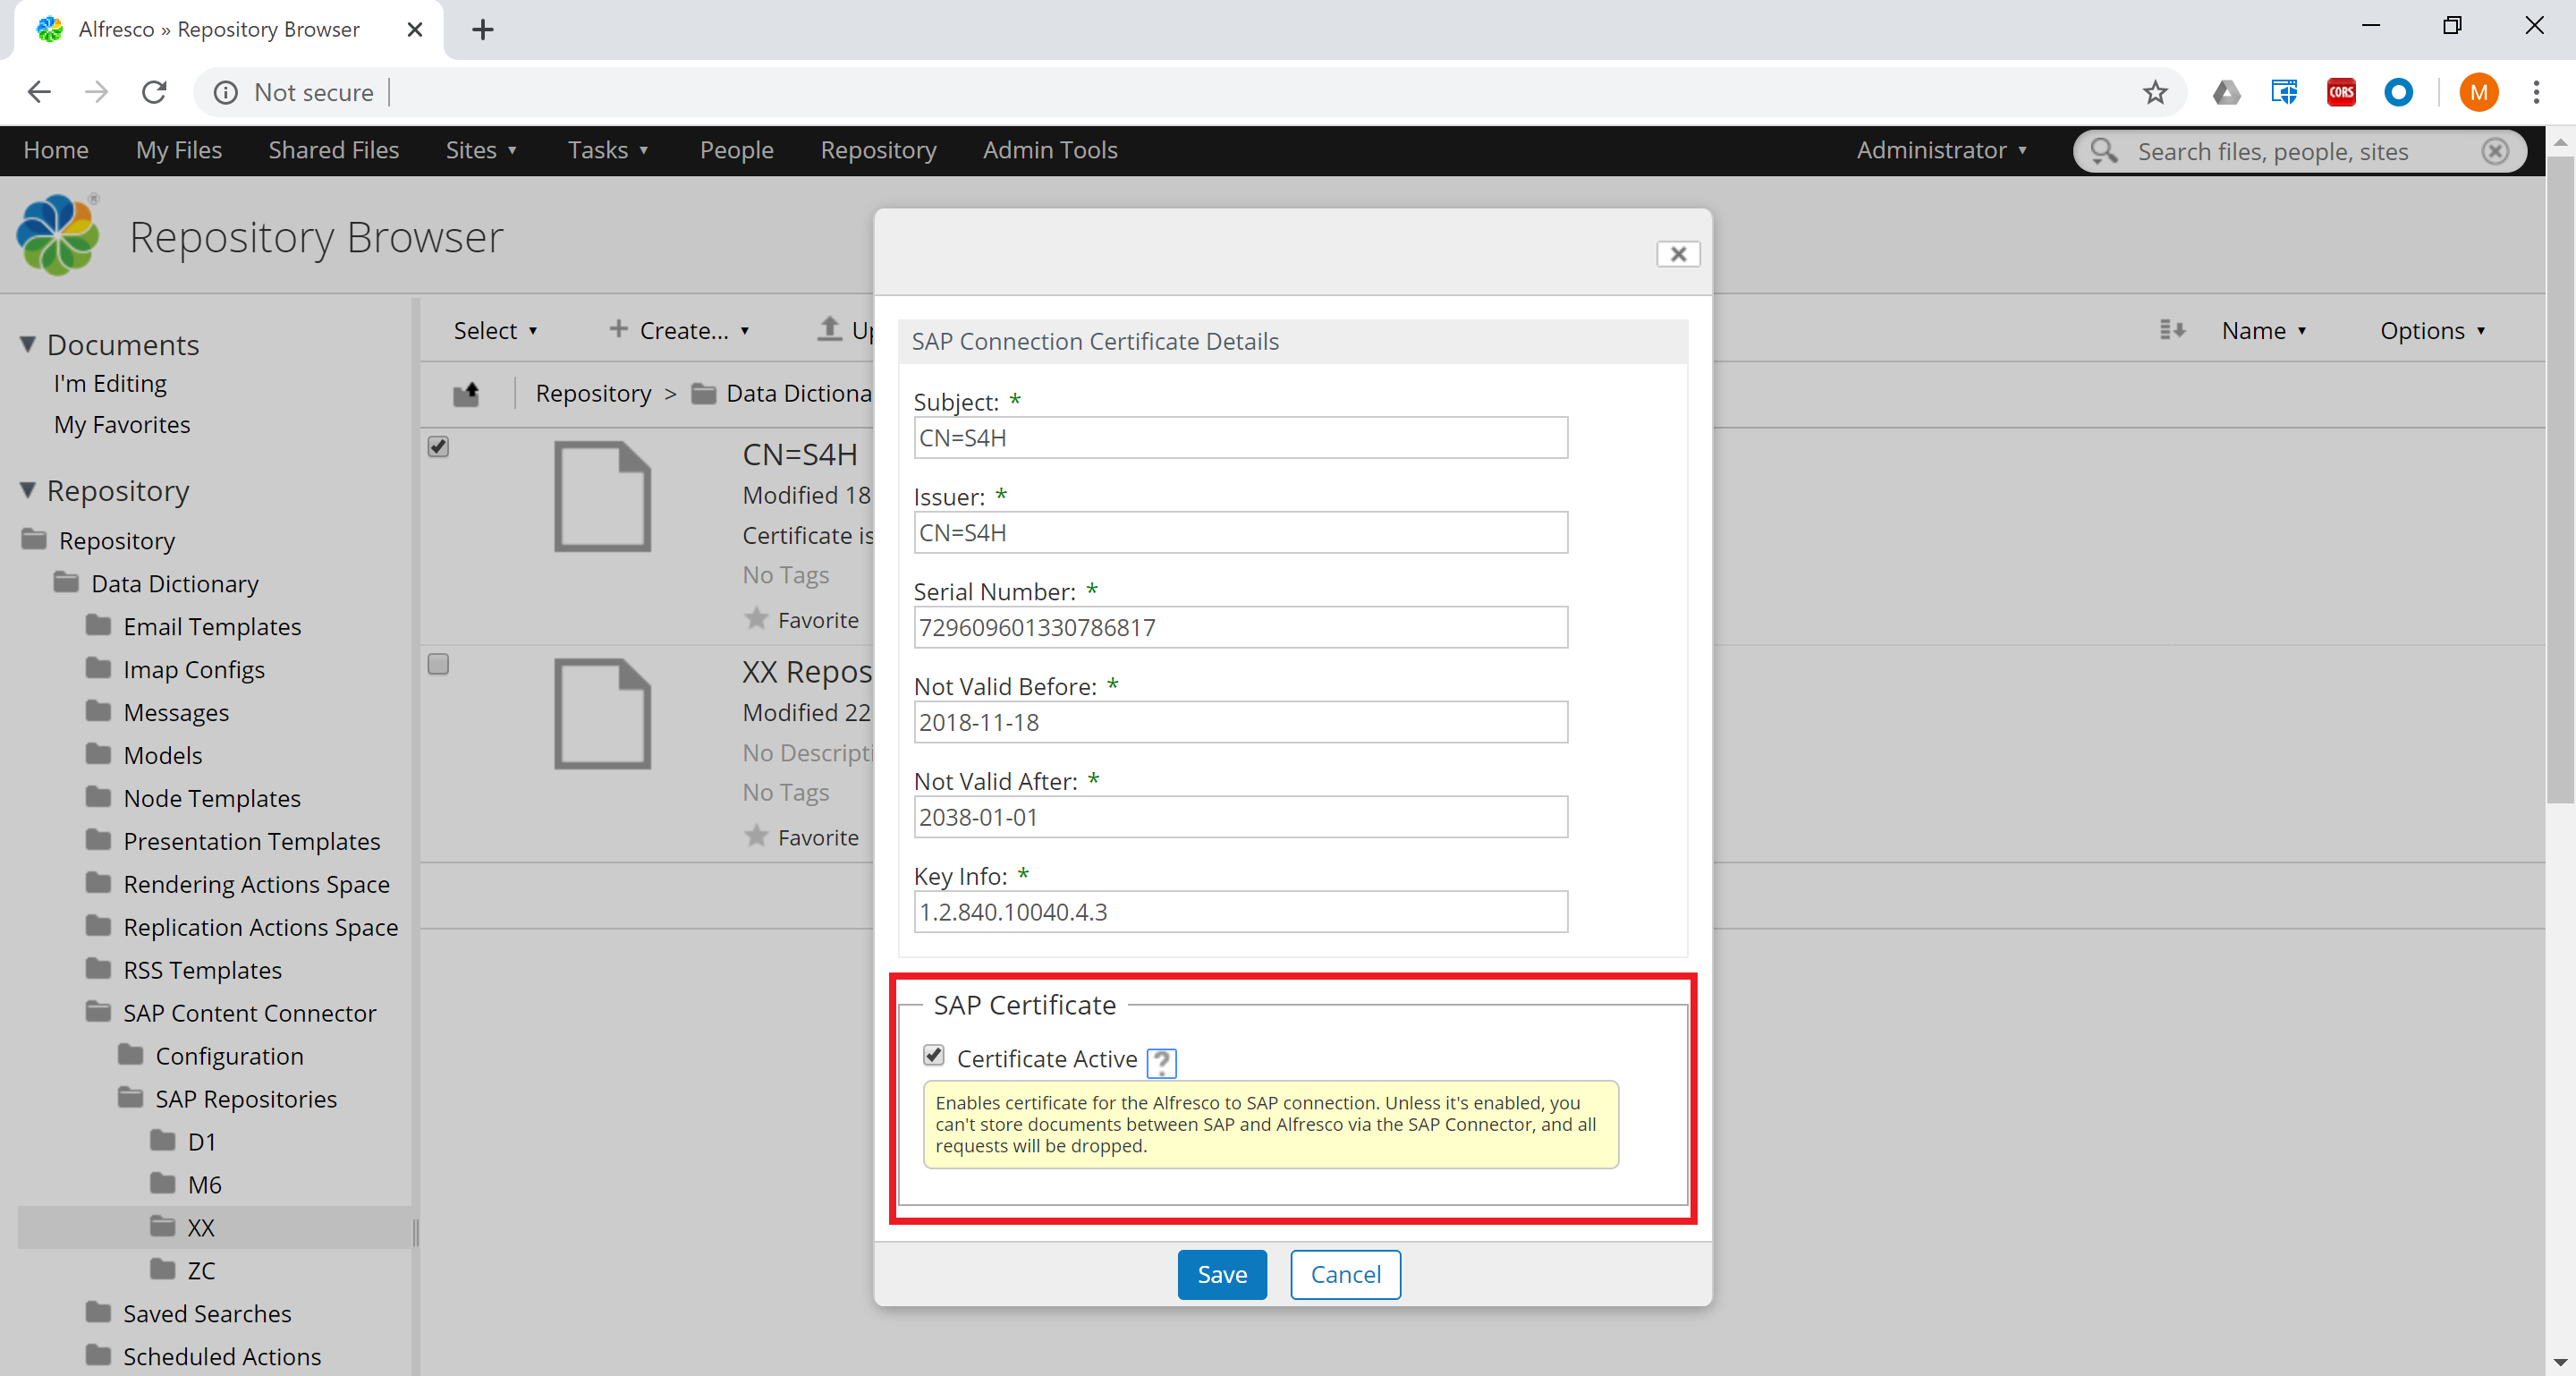 Alfresco » Repository Browser
Not secure
CORS
M
Home My Files Shared Files Sites Tasks People Repository Admin Tools Administrator Search files, people, sites
Repository Browser
Documents
I'm Editing
My Favorites
Repository
Repository
Data Dictionary
Email Templates
Imap Configs
Messages
Models
Node Templates
Presentation Templates
Rendering Actions Space
Replication Actions Space
RSS Templates
SAP Content Connector
Configuration
SAP Repositories
D1
M6
XX
ZC
Saved Searches
Scheduled Actions
Select Create... Up Name Options
Repository > Data Dictiona
CN=S4H
Modified 18
Certificate is
No Tags
Favorite
XX Repos
Modified 22
No Descripti
No Tags
Favorite
SAP Connection Certificate Details
Subject: *
CN=S4H
Issuer: *
CN=S4H
Serial Number: *
729609601330786817
Not Valid Before: *
2018-11-18
Not Valid After: *
2038-01-01
Key Info: *
1.2.840.10040.4.3
SAP Certificate
Certificate Active ?
Enables certificate for the Alfresco to SAP connection. Unless it's enabled, you
can't store documents between SAP and Alfresco via the SAP Connector, and all
requests will be dropped.
Save Cancel